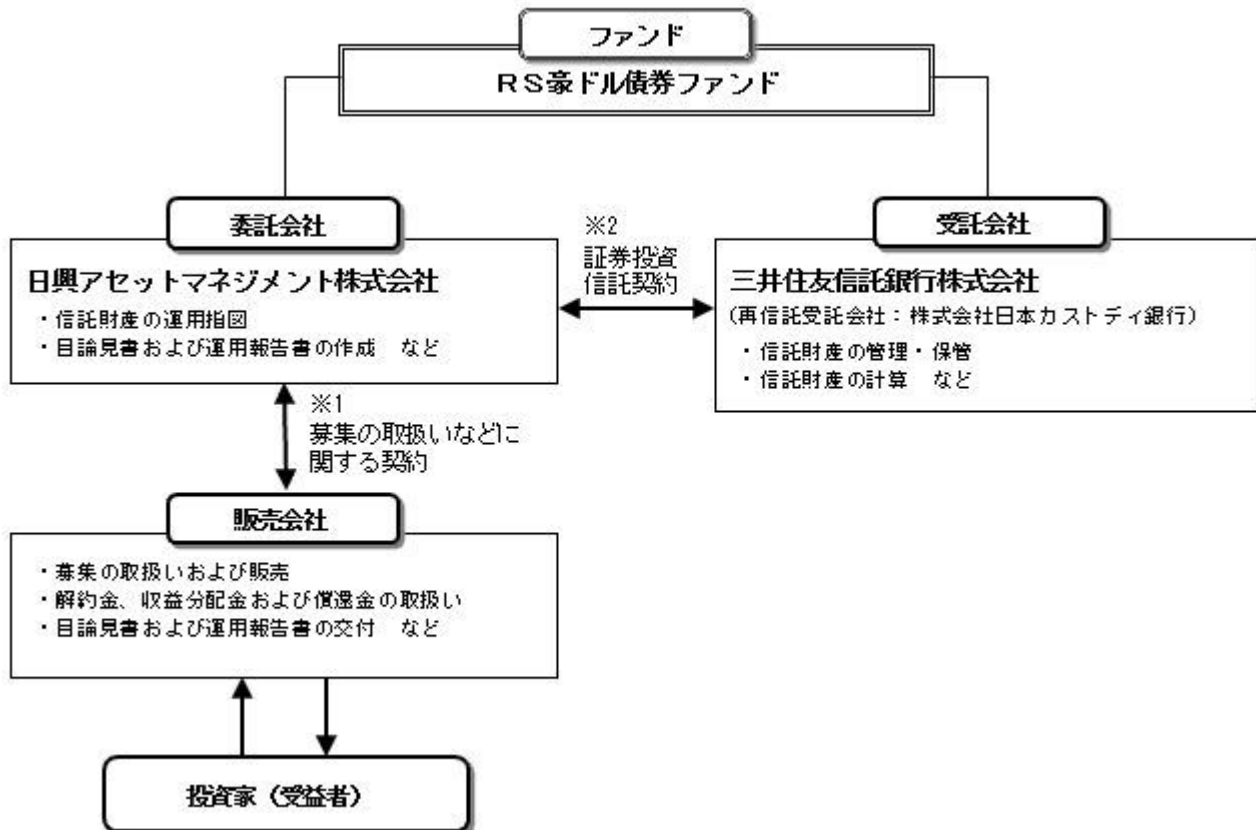 ファンド
RS豪ドル債券ファンド
委託会社
日興アセットマネジメント株式会社
・信託財産の運用指図
・目論見書および運用報告書の作成 など
※2
証券投資
信託契約
受託会社
三井住友信託銀行株式会社
(再信託受託会社:株式会社日本カストディ銀行)
・信託財産の管理・保管
・信託財産の計算 など
※1
募集の取扱いなどに
関する契約
販売会社
・募集の取扱いおよび販売
・解約金、収益分配金および償還金の取扱い
・目論見書および運用報告書の交付 など
投資家(受益者)